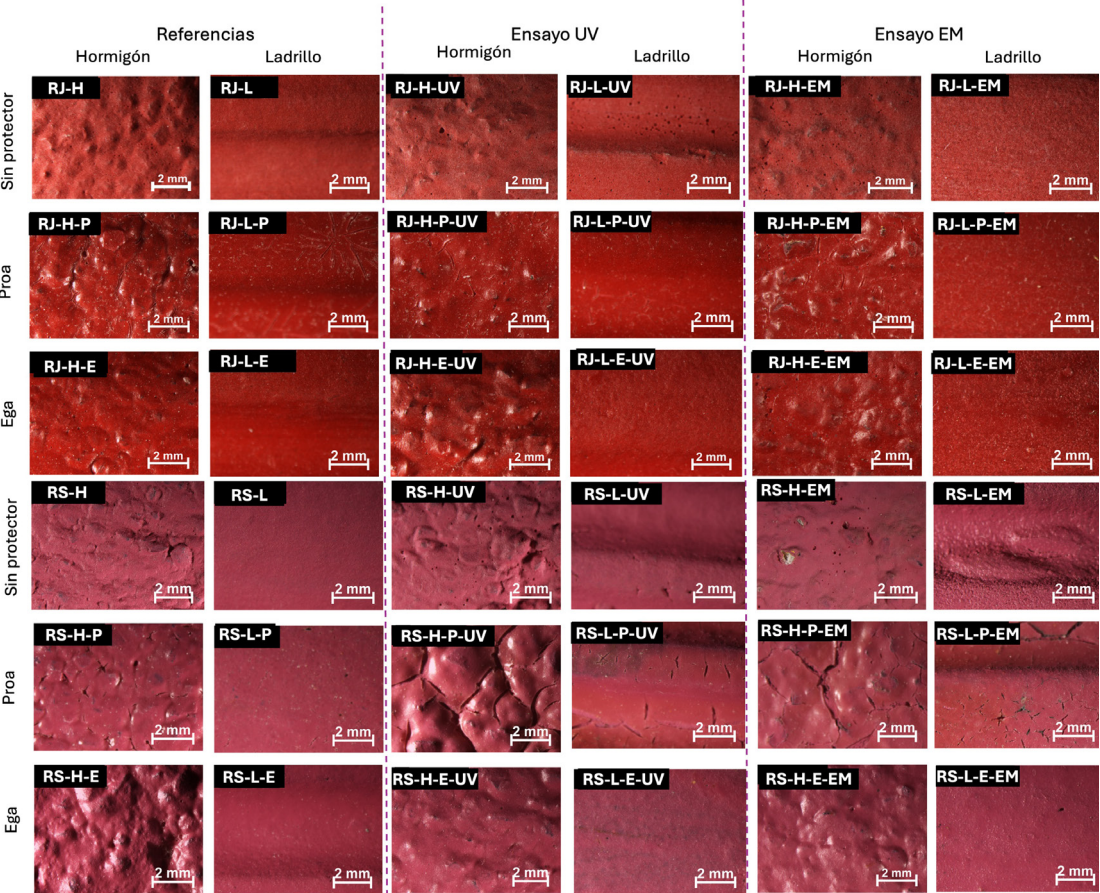 Referencias Ensayo UV Ensayo EM
Hormigón Ladrillo Hormigón Ladrillo Hormigón Ladrillo
Sin protector
RJ-H RJ-L RJ-H-UV RJ-L-UV RJ-H-EM RJ-L-EM
2 mm 2 mm 2 mm 2 mm 2 mm 2 mm
Proa
RJ-H-P RJ-L-P RJ-H-P-UV RJ-L-P-UV RJ-H-P-EM RJ-L-P-EM
2 mm 2 mm 2 mm 2 mm 2 mm 2 mm
Ega
RJ-H-E RJ-L-E RJ-H-E-UV RJ-L-E-UV RJ-H-E-EM RJ-L-E-EM
2 mm 2 mm 2 mm 2 mm 2 mm 2 mm
Sin protector
RS-H RS-L RS-H-UV RS-L-UV RS-H-EM RS-L-EM
2 mm 2 mm 2 mm 2 mm 2 mm 2 mm
Proa
RS-H-P RS-L-P RS-H-P-UV RS-L-P-UV RS-H-P-EM RS-L-P-EM
2 mm 2 mm 2 mm 2 mm 2 mm 2 mm
Ega
RS-H-E RS-L-E RS-H-E-UV RS-L-E-UV RS-H-E-EM RS-L-E-EM
2 mm 2 mm 2 mm 2 mm 2 mm 2 mm